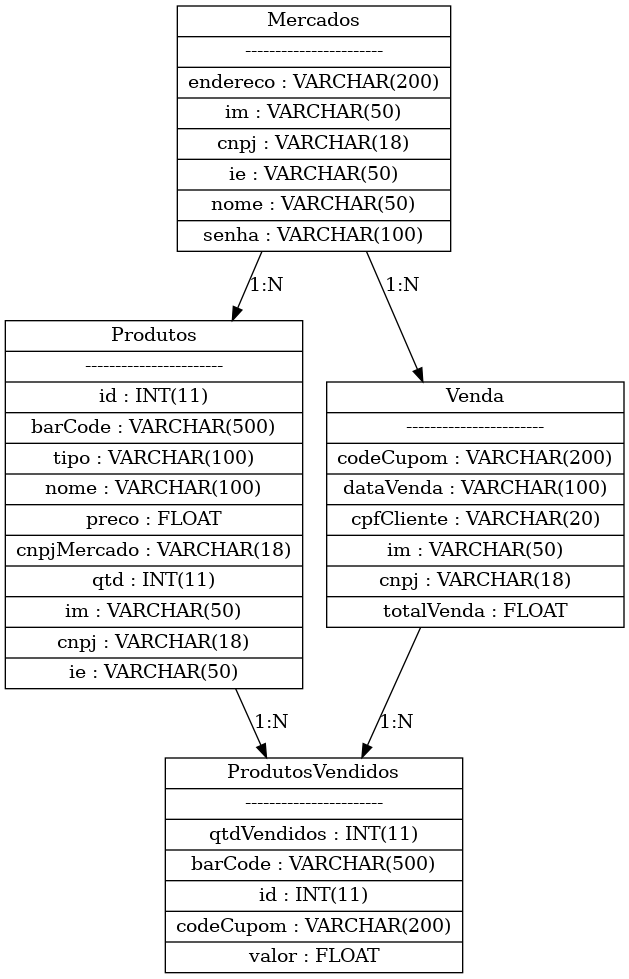 Mercados
-----------------------
endereco : VARCHAR(200)
im : VARCHAR(50)
cnpj : VARCHAR(18)
ie : VARCHAR(50)
nome : VARCHAR(50)
senha : VARCHAR(100)
1:N
1:N
Produtos
-----------------------
id : INT(11)
barCode : VARCHAR(500)
tipo : VARCHAR(100)
nome : VARCHAR(100)
preco : FLOAT
cnpjMercado : VARCHAR(18)
qtd : INT(11)
im : VARCHAR(50)
cnpj : VARCHAR(18)
ie : VARCHAR(50)
Venda
-----------------------
codeCupom : VARCHAR(200)
dataVenda : VARCHAR(100)
cpfCliente : VARCHAR(20)
im : VARCHAR(50)
cnpj : VARCHAR(18)
totalVenda : FLOAT
1:N
1:N
ProdutosVendidos
-----------------------
qtdVendidos : INT(11)
barCode : VARCHAR(500)
id : INT(11)
codeCupom : VARCHAR(200)
valor : FLOAT